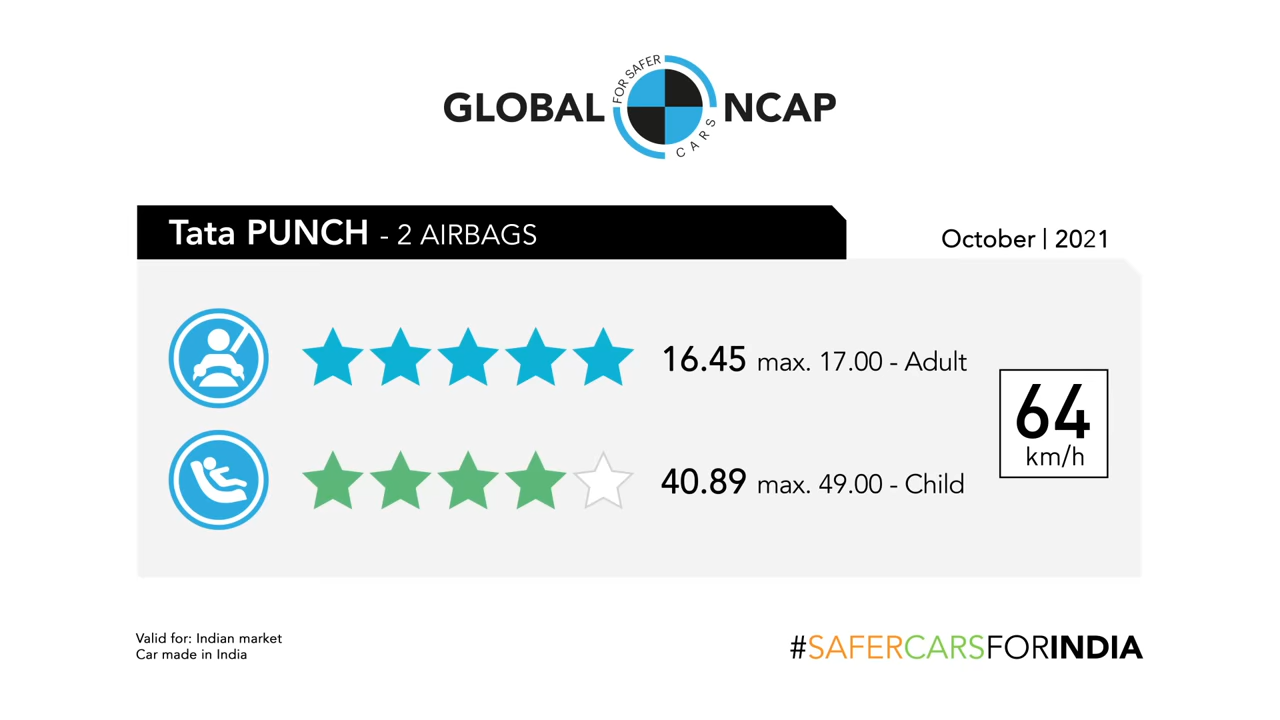 GLOBAL FOR SAFER CARS NCAP
Tata PUNCH - 2 AIRBAGS
October | 2021
16.45 max. 17.00 - Adult
64
km/h
40.89 max. 49.00 - Child
Valid for: Indian market
Car made in India
#SAFERCARSFORINDIA